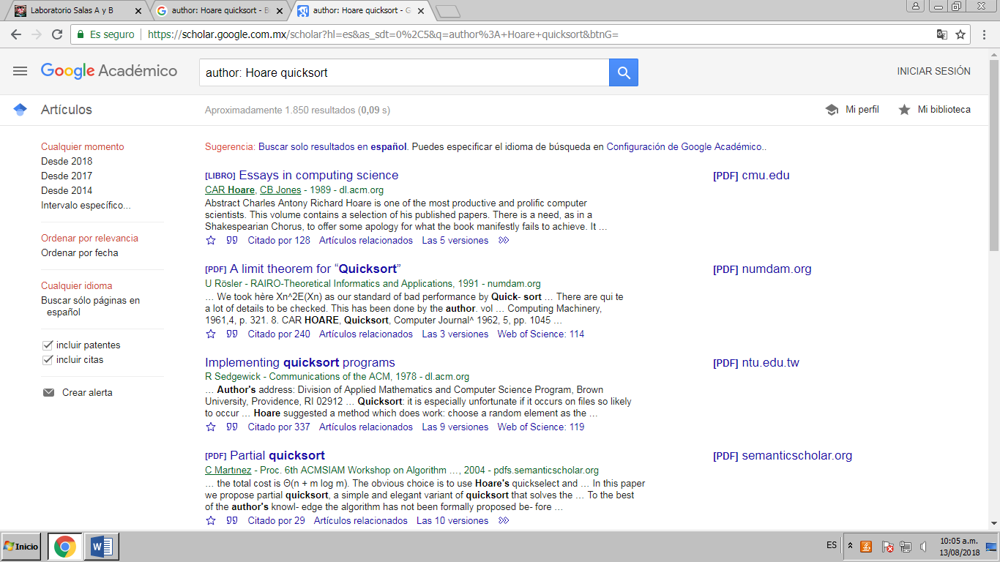 Laboratorio Salas A y B
author: Hoare quicksort - B
author: Hoare quicksort - G
Es seguro
https://scholar.google.com.mx/scholar?hl=es&as_sdt=0%2C5&q=author%3A+Hoare+quicksort&btnG=
Google Académico
author: Hoare quicksort
INICIAR SESIÓN
Artículos
Aproximadamente 1.850 resultados (0,09 s)
Mi perfil
Mi biblioteca
Cualquier momento
Desde 2018
Desde 2017
Desde 2014
Intervalo específico...
Ordenar por relevancia
Ordenar por fecha
Cualquier idioma
Buscar sólo páginas en
español
incluir patentes
incluir citas
Crear alerta
Sugerencia: Buscar solo resultados en español. Puedes especificar el idioma de búsqueda en Configuración de Google Académico..
[LIBRO] Essays in computing science
[PDF] cmu.edu
CAR Hoare, CB Jones - 1989 - dl.acm.org
Abstract Charles Antony Richard Hoare is one of the most productive and prolific computer
scientists. This volume contains a selection of his published papers. There is a need, as in a
Shakespearian Chorus, to offer some apology for what the book manifestly fails to achieve. It ...
Citado por 128 Artículos relacionados Las 5 versiones
[PDF] A limit theorem for “Quicksort”
[PDF] numdam.org
U Rösler - RAIRO-Theoretical Informatics and Applications, 1991 - numdam.org
... We took hère Xn^2E(Xn) as our standard of bad performance by Quick- sort ... There are qui te
a lot of details to be checked. This has been done by the author. vol ... Computing Machinery,
1961,4, p. 321. 8. CAR HOARE, Quicksort, Computer Journal^ 1962, 5, pp. 1045 ...
Citado por 240 Artículos relacionados Las 3 versiones Web of Science: 114
Implementing quicksort programs
[PDF] ntu.edu.tw
R Sedgewick - Communications of the ACM, 1978 - dl.acm.org
... Author's address: Division of Applied Mathematics and Computer Science Program, Brown
University, Providence, RI 02912 ... Quicksort: it is especially unfortunate if it occurs on files so likely
to occur ... Hoare suggested a method which does work: choose a random element as the ...
Citado por 337 Artículos relacionados Las 9 versiones Web of Science: 119
[PDF] Partial quicksort
[PDF] semanticscholar.org
C Martınez - Proc. 6th ACMSIAM Workshop on Algorithm ..., 2004 - pdfs.semanticscholar.org
... the total cost is Θ(n + m log m). The obvious choice is to use Hoare's quickselect and ... In this paper
we propose partial quicksort, a simple and elegant variant of quicksort that solves the ... To the best
of the author's knowl- edge the algorithm has not been formally proposed be- fore ...
Citado por 29 Artículos relacionados Las 10 versiones
Inicio
ES
10:05 a.m.
13/08/2018